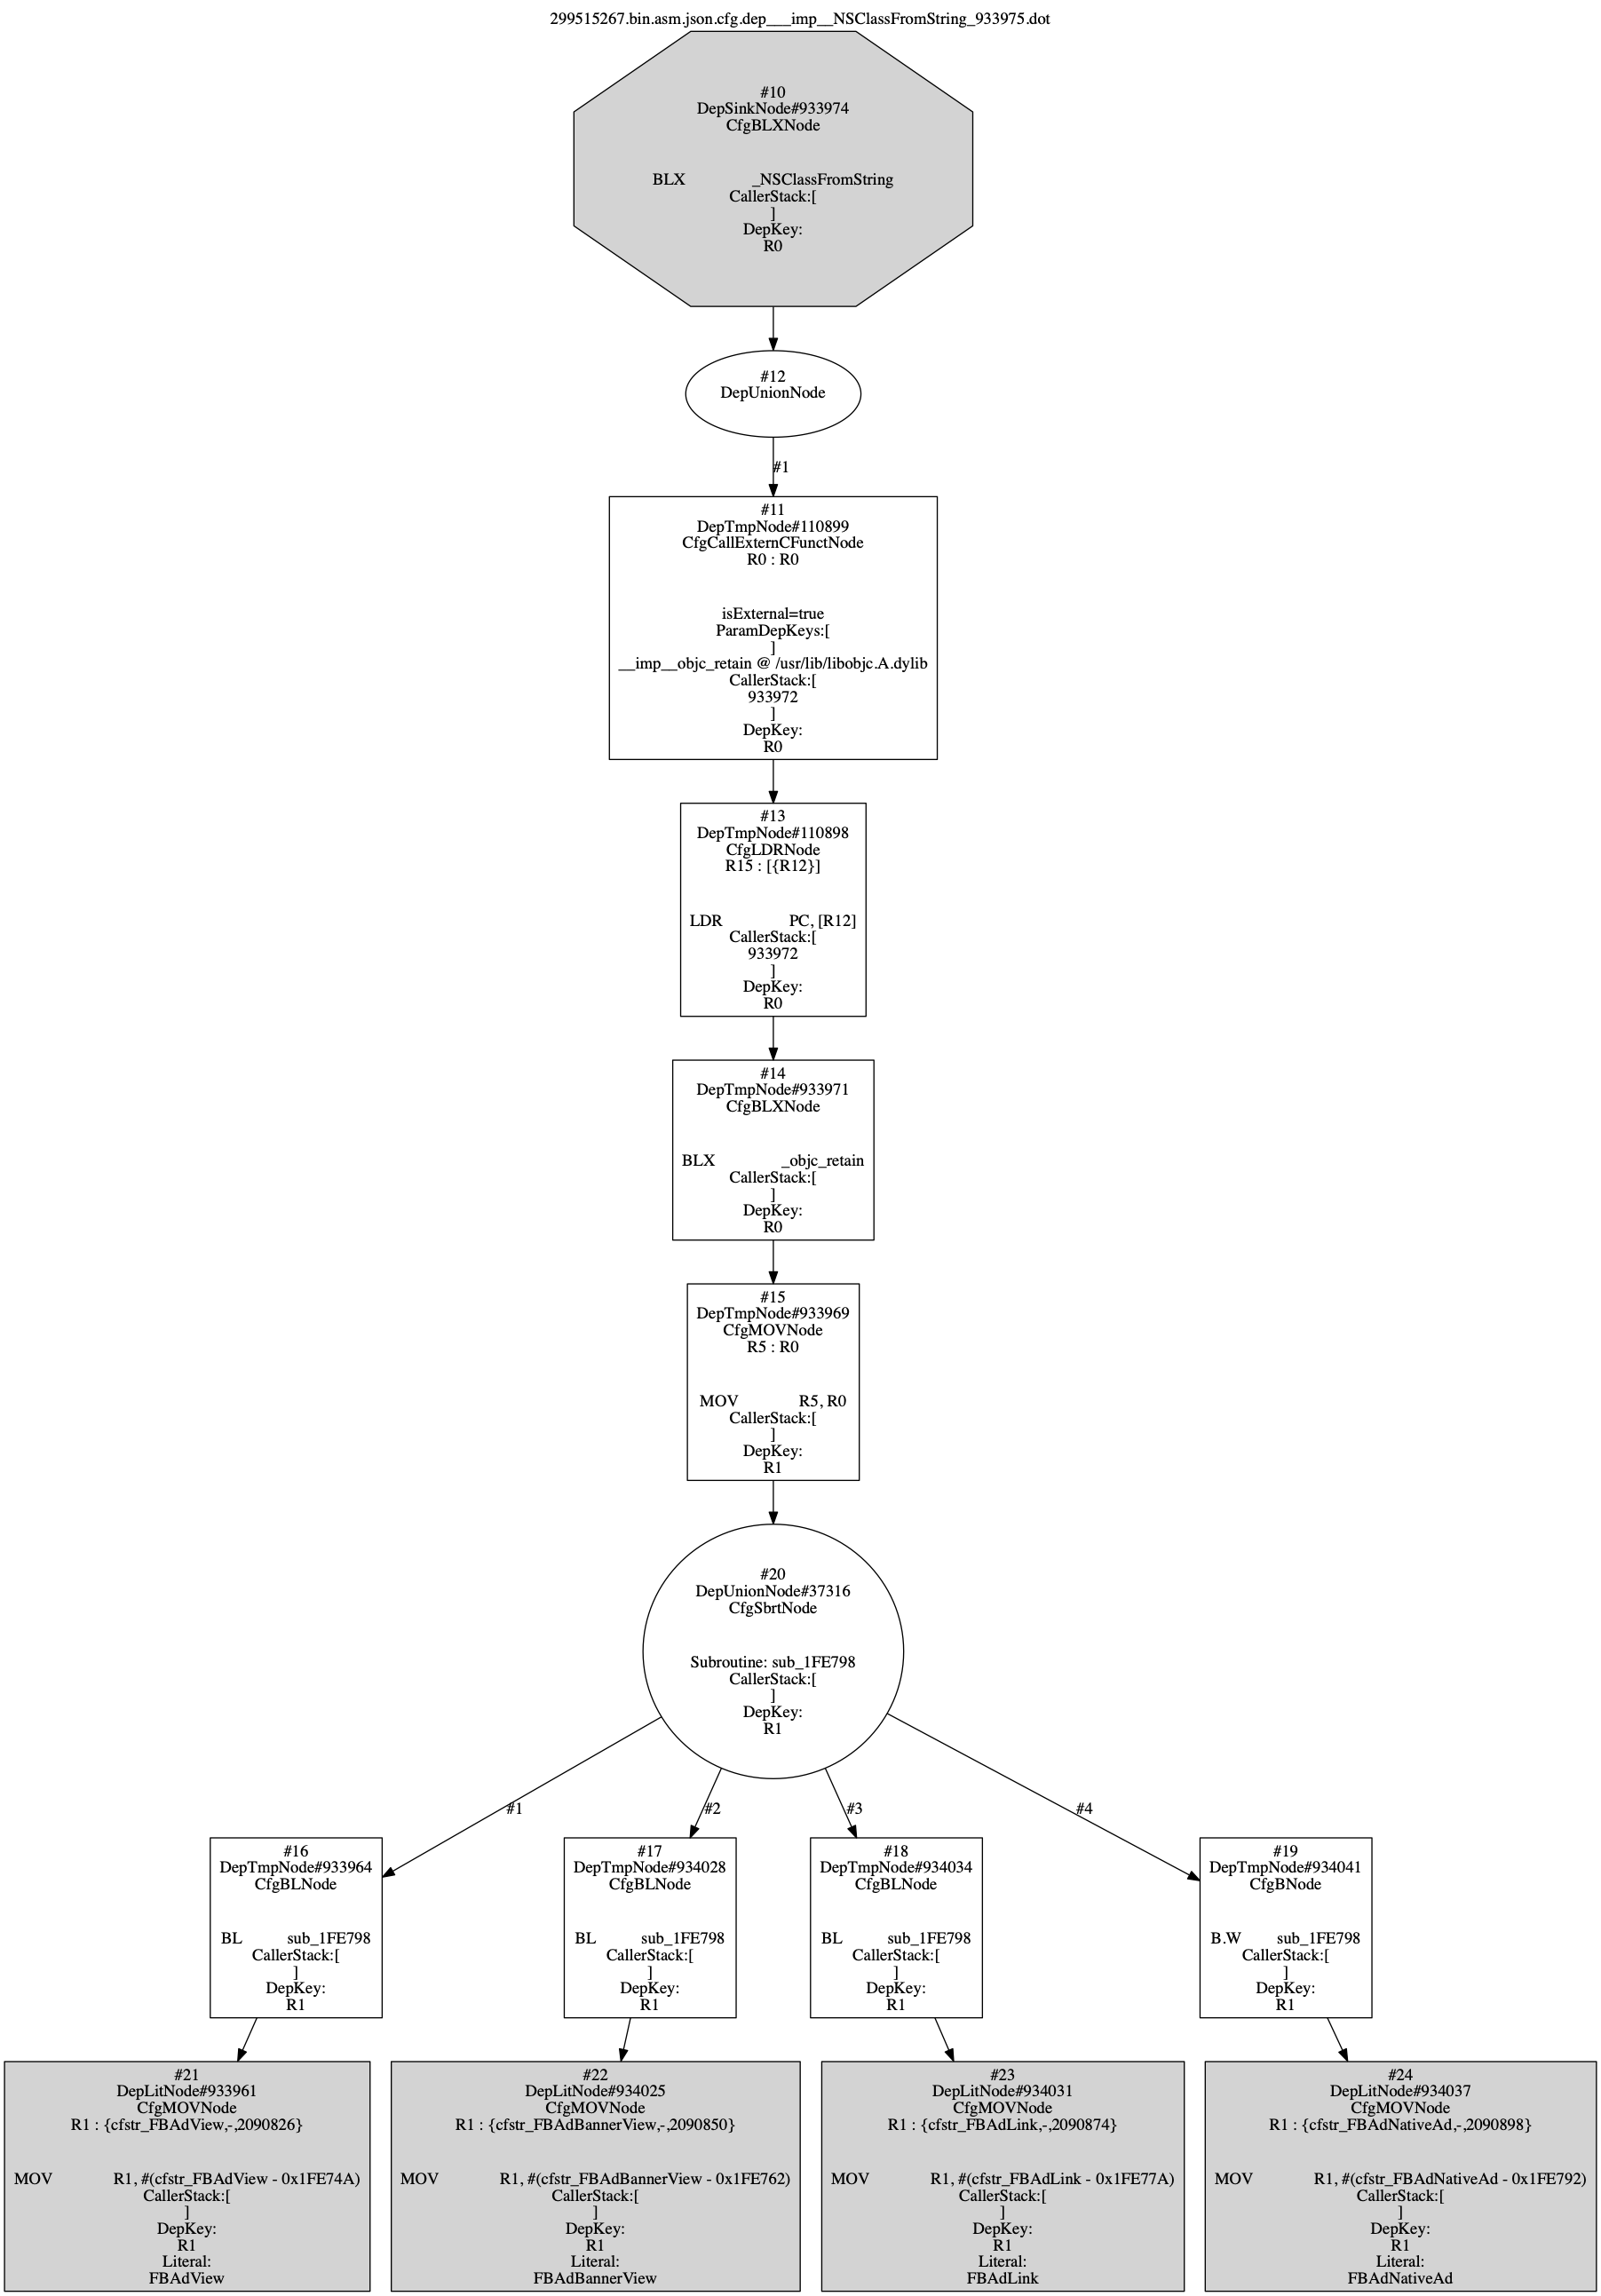 299515267.bin.asm.json.cfg.dep___imp__NSClassFromString_933975.dot
#10
DepSinkNode#933974
CfgBLXNode
BLX _NSClassFromString
CallerStack:[
]
DepKey:
R0
#12
DepUnionNode
#1
#11
DepTmpNode#110899
CfgCallExternCFunctNode
R0 : R0
isExternal=true
ParamDepKeys:[
]
__imp__objc_retain @ /usr/lib/libobjc.A.dylib
CallerStack:[
933972
]
DepKey:
R0
#13
DepTmpNode#110898
CfgLDRNode
R15 : [{R12}]
LDR PC, [R12]
CallerStack:[
933972
]
DepKey:
R0
#14
DepTmpNode#933971
CfgBLXNode
BLX _objc_retain
CallerStack:[
]
DepKey:
R0
#15
DepTmpNode#933969
CfgMOVNode
R5 : R0
MOV R5, R0
CallerStack:[
]
DepKey:
R1
#20
DepUnionNode#37316
CfgSbrtNode
Subroutine: sub_1FE798
CallerStack:[
]
DepKey:
R1
#1
#2
#3
#4
#16
DepTmpNode#933964
CfgBLNode
BL sub_1FE798
CallerStack:[
]
DepKey:
R1
#17
DepTmpNode#934028
CfgBLNode
BL sub_1FE798
CallerStack:[
]
DepKey:
R1
#18
DepTmpNode#934034
CfgBLNode
BL sub_1FE798
CallerStack:[
]
DepKey:
R1
#19
DepTmpNode#934041
CfgBNode
B.W sub_1FE798
CallerStack:[
]
DepKey:
R1
#21
DepLitNode#933961
CfgMOVNode
R1 : {cfstr_FBAdView,-,2090826}
MOV R1, #(cfstr_FBAdView - 0x1FE74A)
CallerStack:[
]
DepKey:
R1
Literal:
FBAdView
#22
DepLitNode#934025
CfgMOVNode
R1 : {cfstr_FBAdBannerView,-,2090850}
MOV R1, #(cfstr_FBAdBannerView - 0x1FE762)
CallerStack:[
]
DepKey:
R1
Literal:
FBAdBannerView
#23
DepLitNode#934031
CfgMOVNode
R1 : {cfstr_FBAdLink,-,2090874}
MOV R1, #(cfstr_FBAdLink - 0x1FE77A)
CallerStack:[
]
DepKey:
R1
Literal:
FBAdLink
#24
DepLitNode#934037
CfgMOVNode
R1 : {cfstr_FBAdNativeAd,-,2090898}
MOV R1, #(cfstr_FBAdNativeAd - 0x1FE792)
CallerStack:[
]
DepKey:
R1
Literal:
FBAdNativeAd